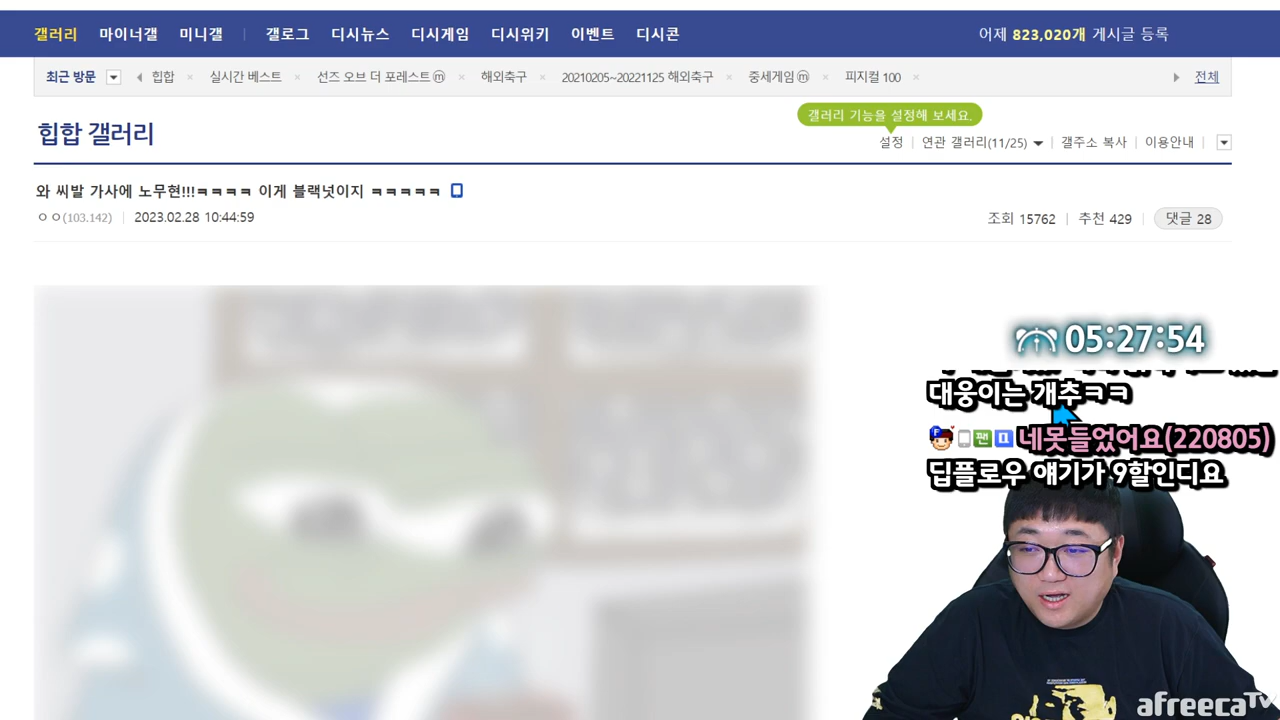 갤러리 마이너갤 미니갤 갤로그 디시뉴스 디시게임 디시위키 이벤트 디시콘 어제 823,020개 게시글 등록
최근 방문 힙합 × 실시간 베스트 × 선즈 오브 더 포레스트ⓜ × 해외축구 × 20210205~20221125 해외축구 × 중세게임ⓜ × 피지컬 100 × 전체
갤러리 기능을 설정해 보세요.
힙합 갤러리
설정 연관 갤러리(11/25) 갤주소 복사 이용안내
와 씨발 가사에 노무현!!!ㅋㅋㅋㅋ 이게 블랙넛이지 ㅋㅋㅋㅋㅋ
ㅇㅇ(103.142) 2023.02.28 10:44:59 조회 15762 추천 429 댓글 28
05:27:54
대웅이는 개추ㅋㅋ
F 팬 네못들었어요(220805)
딥플로우 얘기가 9할인디요
afreecaTV